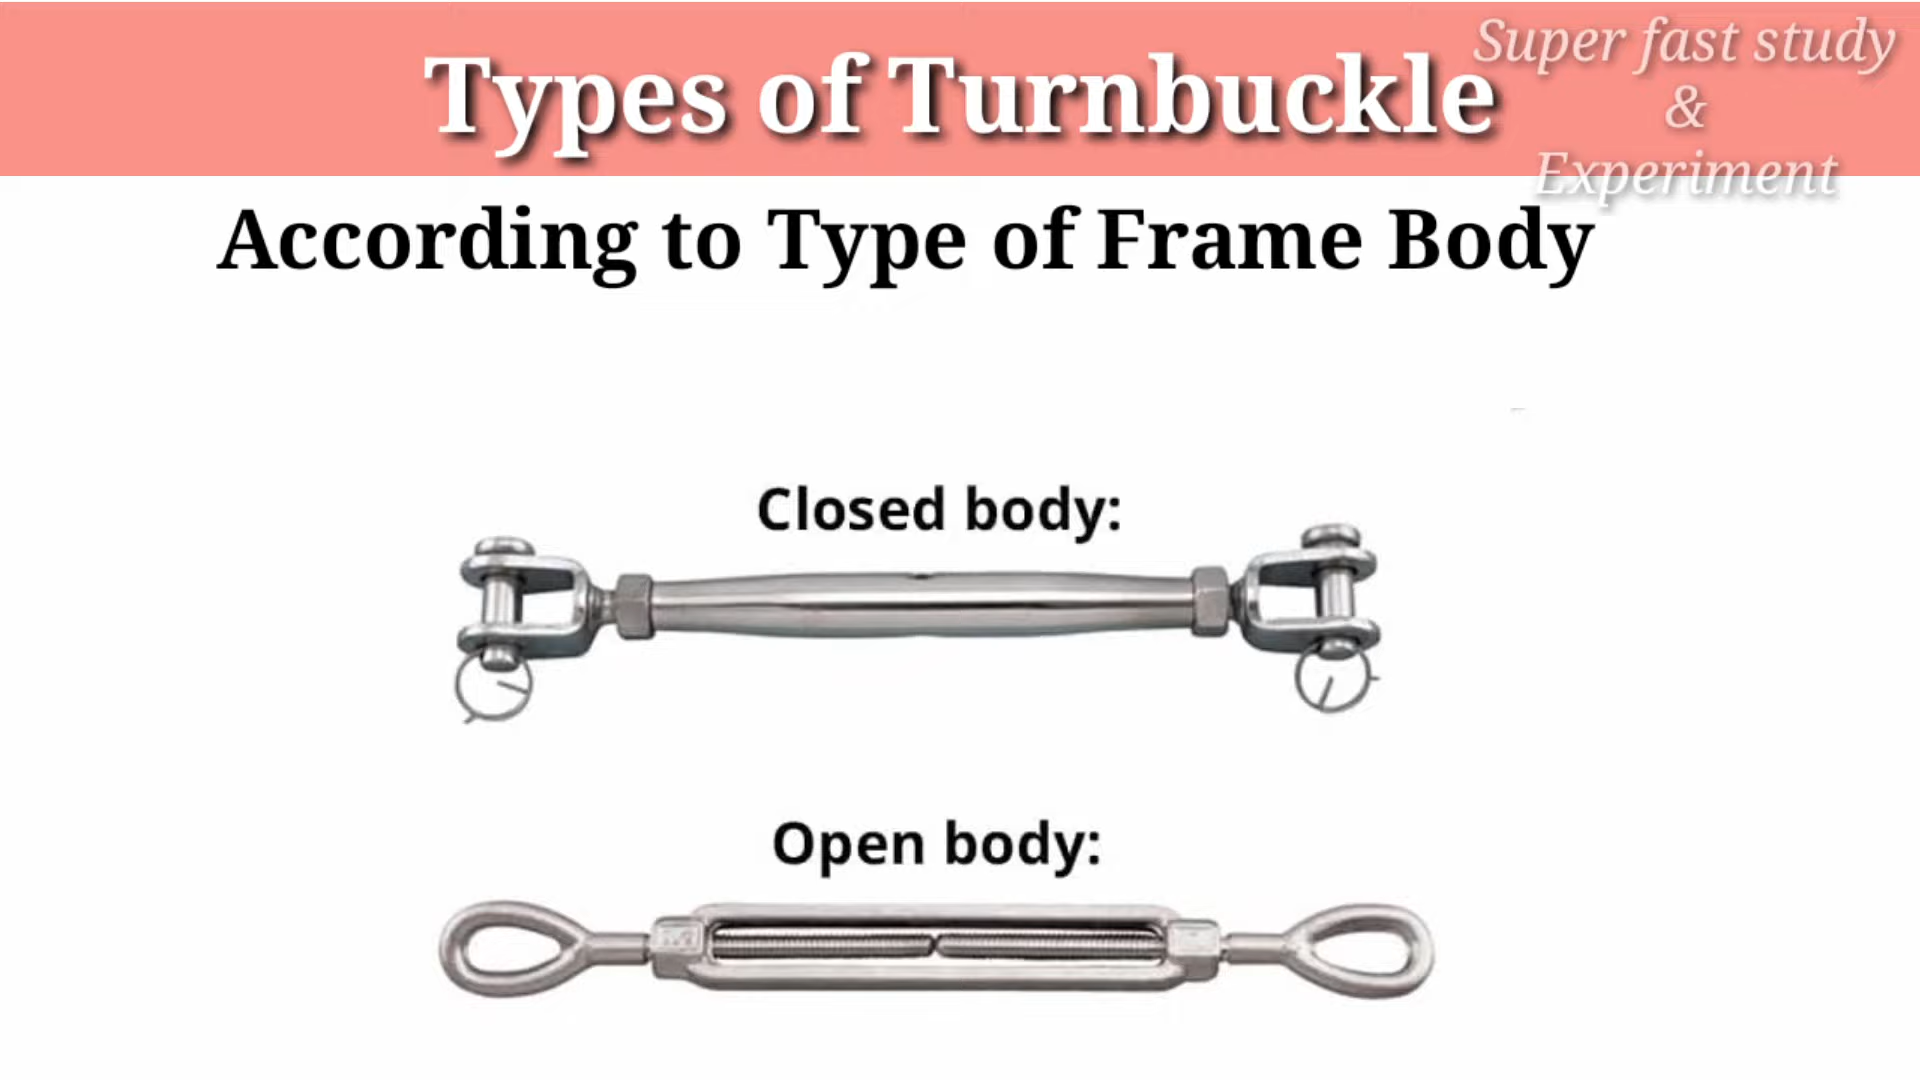 Types of Turnbuckle
Super fast study
&
Experiment
According to Type of Frame Body
Closed body:
Open body: